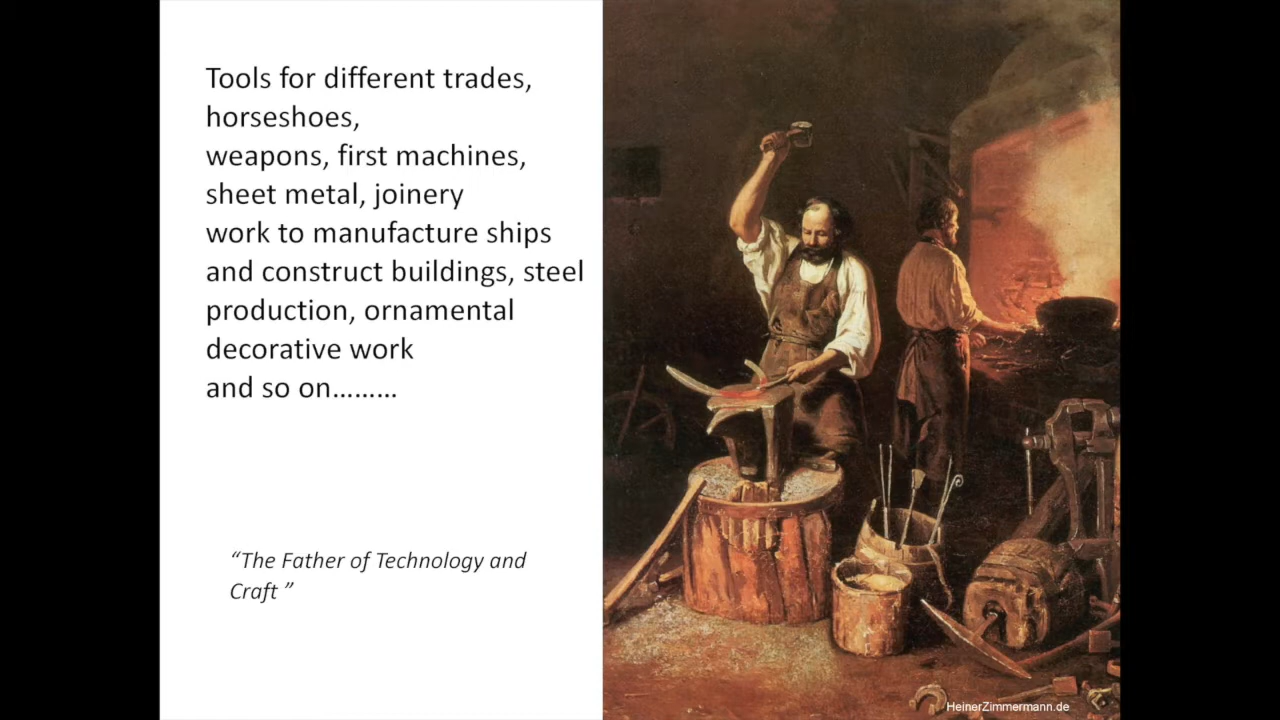 Tools for different trades,
horseshoes,
weapons, first machines,
sheet metal, joinery
work to manufacture ships
and construct buildings, steel
production, ornamental
decorative work
and so on………
“The Father of Technology and
Craft ”
HeinerZimmermann.de